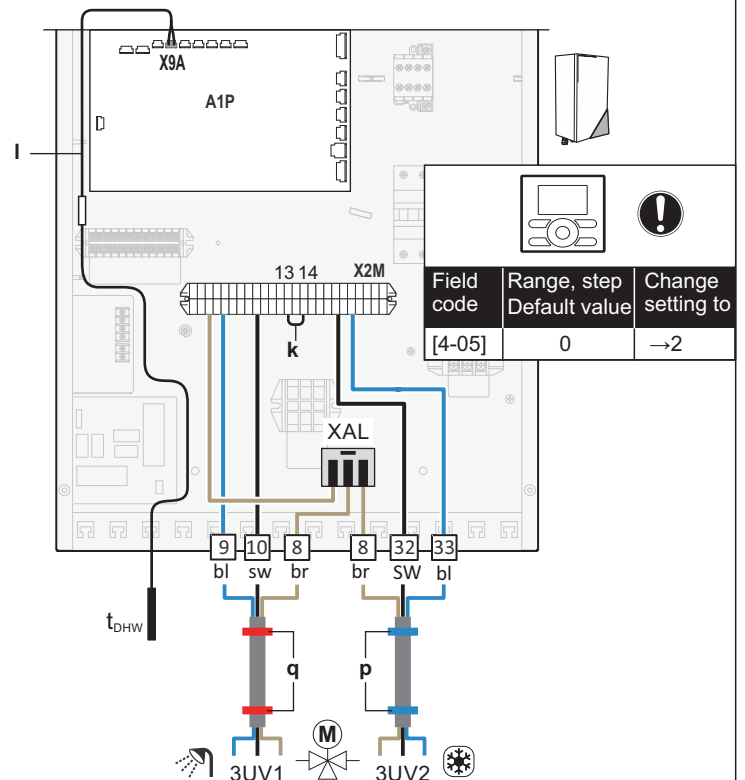 X9A
A1P
l
Field code
Range, step Default value
Change setting to
[4-05]
0
→2
13 14
X2M
k
XAL
9
10
8
8
32
33
bl
sw
br
br
SW
bl
tDHW
q
p
M
3UV1
3UV2